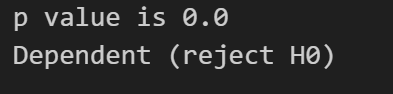 p value is 0.0
Dependent (reject H0)